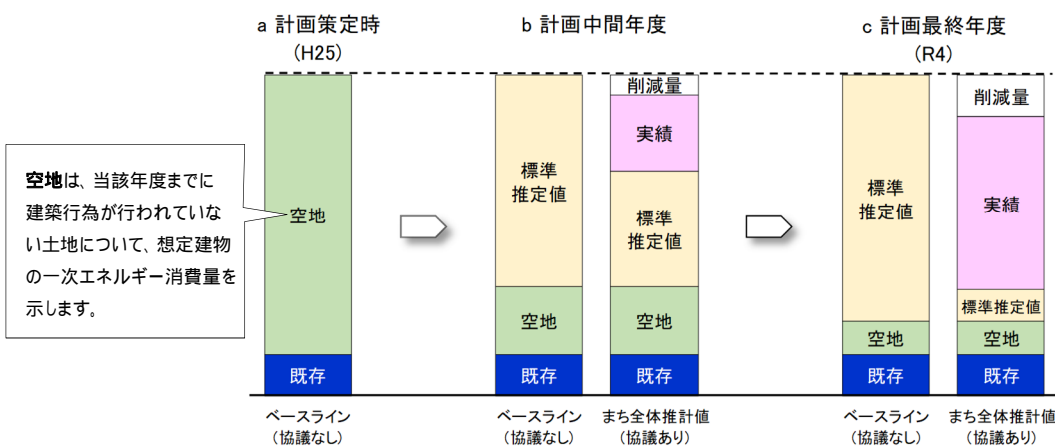 a 計画策定時
(H25)
b 計画中間年度
c 計画最終年度
(R4)
空地は、当該年度までに
建築行為が行われていな
い土地について、想定建物
の一次エネルギー消費量を
示します。
空地
既存
ベースライン
(協議なし)
標準
推定値
空地
既存
ベースライン
(協議なし)
削減量
実績
標準
推定値
空地
既存
まち全体推計値
(協議あり)
標準
推定値
空地
既存
ベースライン
(協議なし)
削減量
実績
標準推定値
空地
既存
まち全体推計値
(協議あり)